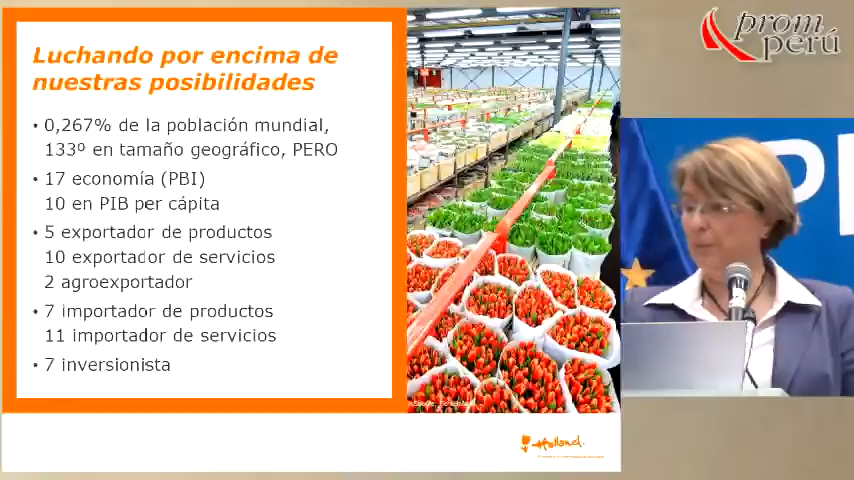 Luchando por encima de
nuestras posibilidades
• 0,267% de la población mundial,
133º en tamaño geográfico, PERO
• 17 economía (PBI)
10 en PIB per cápita
• 5 exportador de productos
10 exportador de servicios
2 agroexportador
• 7 importador de productos
11 importador de servicios
• 7 inversionista
Holland.
prom
perú
P